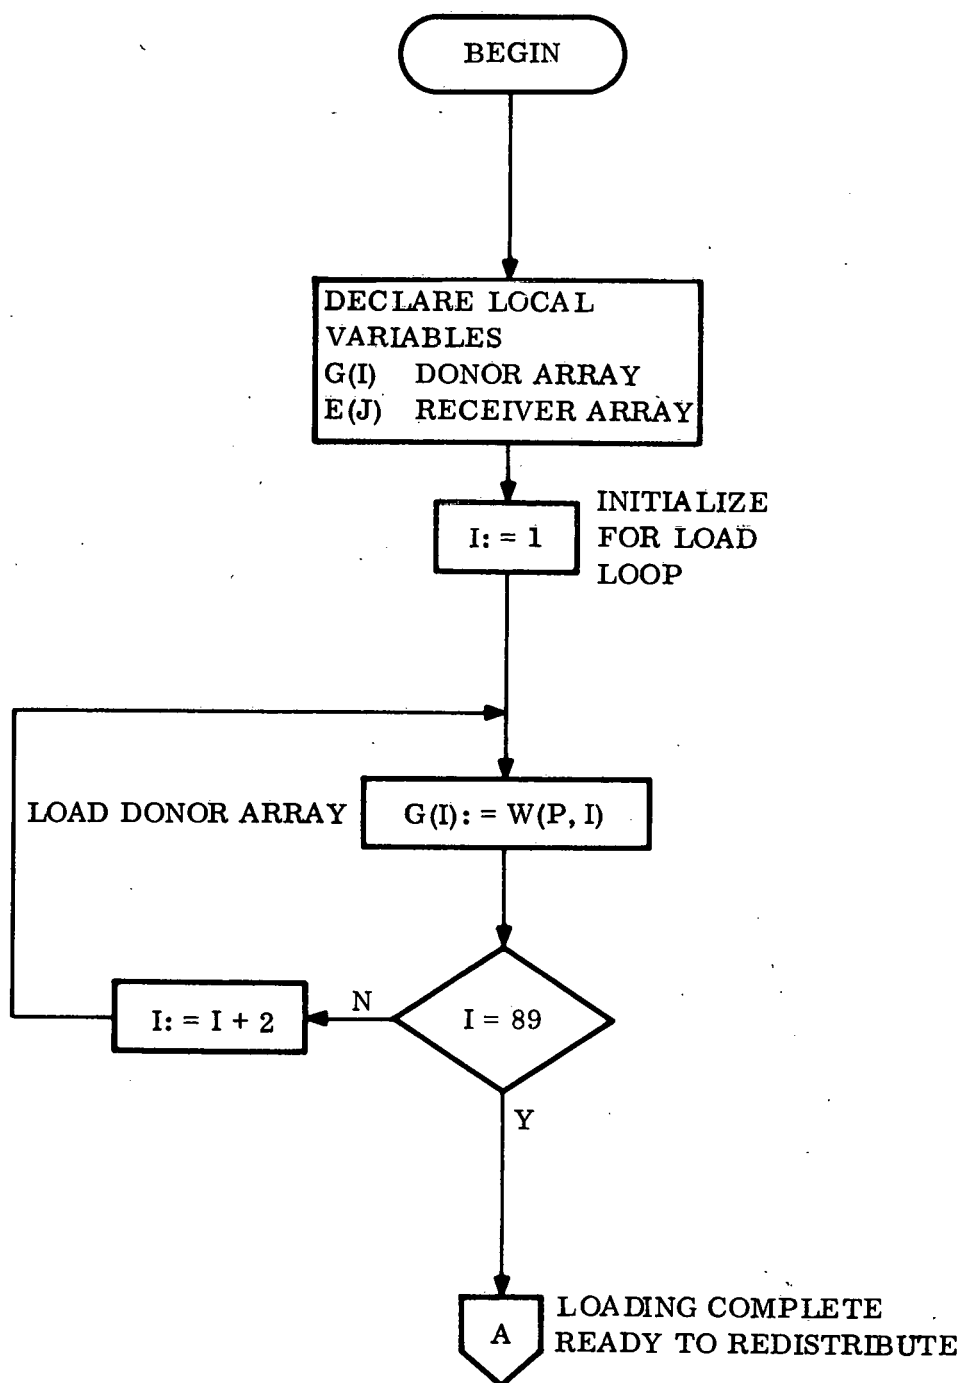 BEGIN
DECLARE LOCAL
VARIABLES
G(I) DONOR ARRAY
E(J) RECEIVER ARRAY
I: = 1
INITIALIZE
FOR LOAD
LOOP
LOAD DONOR ARRAY
G(I): = W(P, I)
I: = I + 2
N
I = 89
Y
A
LOADING COMPLETE
READY TO REDISTRIBUTE